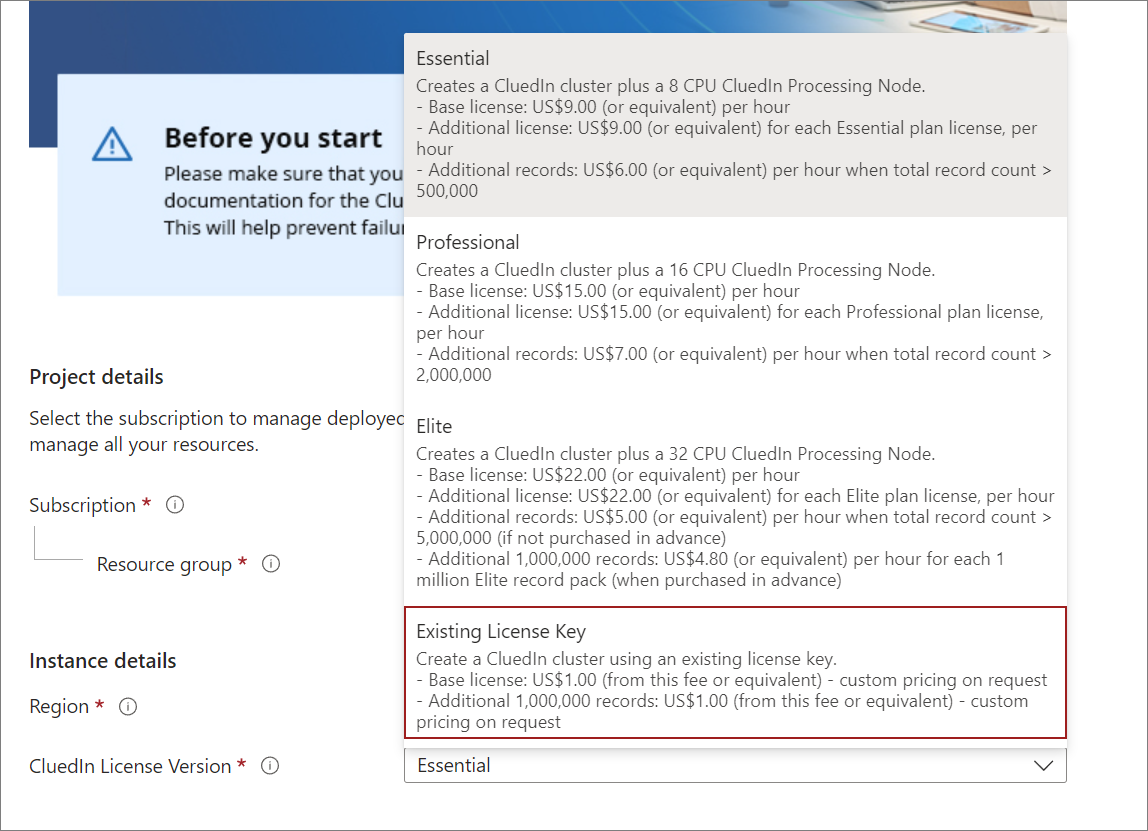 Essential
Creates a CluedIn cluster plus a 8 CPU CluedIn Processing Node.
- Base license: US$9.00 (or equivalent) per hour
- Additional license: US$9.00 (or equivalent) for each Essential plan license, per
hour
- Additional records: US$6.00 (or equivalent) per hour when total record count >
500,000
Before you start
Please make sure that you
documentation for the Clu
This will help prevent failur
Professional
Creates a CluedIn cluster plus a 16 CPU CluedIn Processing Node.
- Base license: US$15.00 (or equivalent) per hour
- Additional license: US$15.00 (or equivalent) for each Professional plan license,
per hour
- Additional records: US$7.00 (or equivalent) per hour when total record count >
2,000,000
Elite
Creates a CluedIn cluster plus a 32 CPU CluedIn Processing Node.
- Base license: US$22.00 (or equivalent) per hour
- Additional license: US$22.00 (or equivalent) for each Elite plan license, per hour
- Additional records: US$5.00 (or equivalent) per hour when total record count >
5,000,000 (if not purchased in advance)
- Additional 1,000,000 records: US$4.80 (or equivalent) per hour for each 1
million Elite record pack (when purchased in advance)
Existing License Key
Create a CluedIn cluster using an existing license key.
- Base license: US$1.00 (from this fee or equivalent) - custom pricing on request
- Additional 1,000,000 records: US$1.00 (from this fee or equivalent) - custom
pricing on request
Project details
Select the subscription to manage deployed
manage all your resources.
Subscription *
Resource group *
Instance details
Region *
CluedIn License Version *
Essential